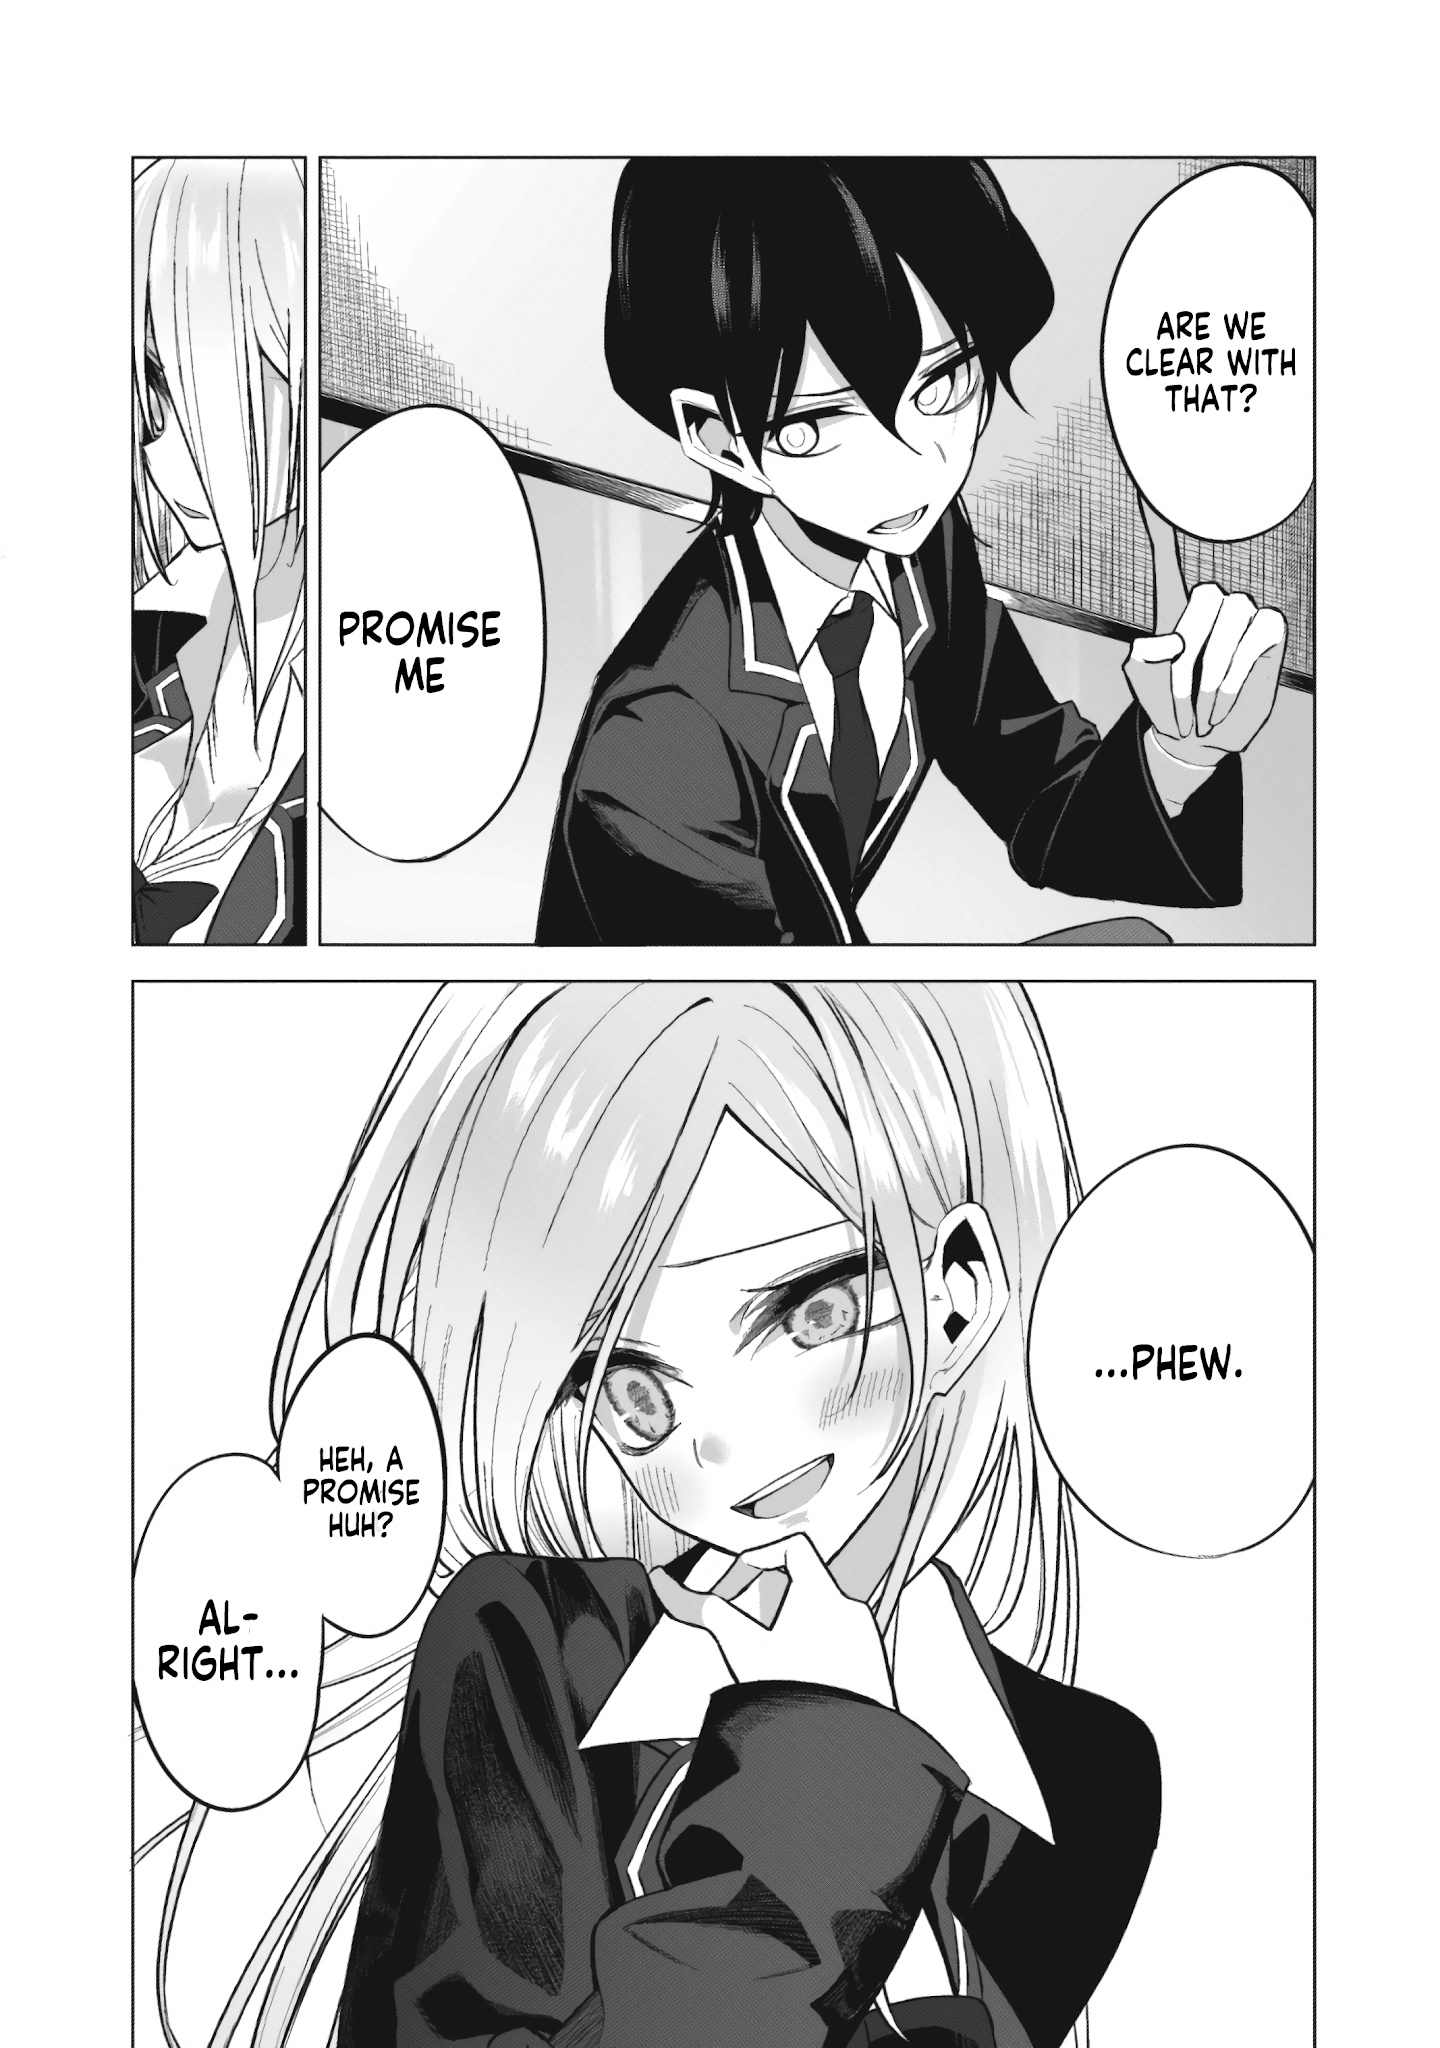 ARE WE
CLEAR WITH
THAT?
PROMISE
ME
...PHEW.
HEH, A
PROMISE
HUH?
AL-
RIGHT...